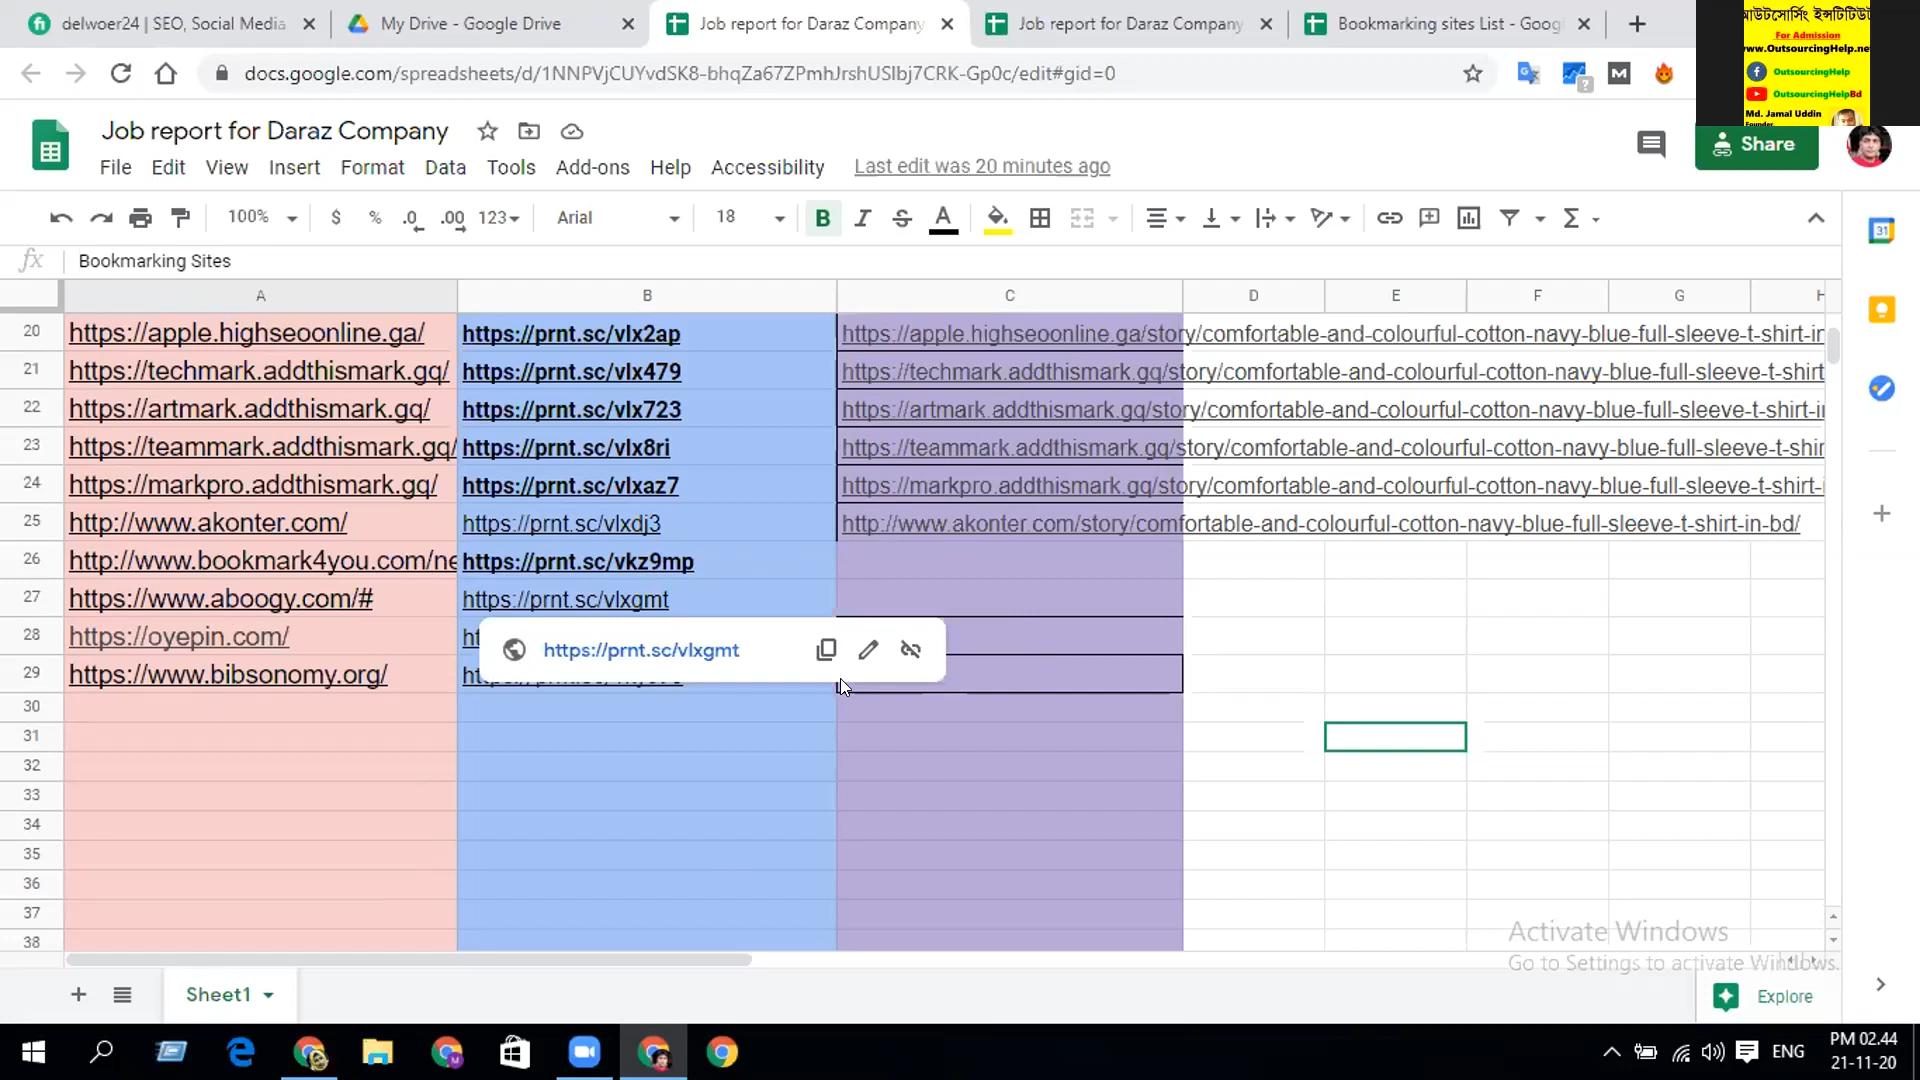 delwoer24 | SEO, Social Media
My Drive - Google Drive
Job report for Daraz Company
Job report for Daraz Company
Bookmarking sites List - Goog
আউটসোর্সিং ইন্সটিটিউট
For Admission
www.OutsourcingHelp.net
OutsourcingHelp
OutsourcingHelpBd
Md. Jamal Uddin
Founder
docs.google.com/spreadsheets/d/1NNPVjCUYvdSK8-bhqZa67ZPmhJrshUSlbj7CRK-Gp0c/edit#gid=0
Job report for Daraz Company
File Edit View Insert Format Data Tools Add-ons Help Accessibility Last edit was 20 minutes ago
Share
100% $ % .0 .00 123 Arial 18 B I S A
31
fx Bookmarking Sites
A B C D E F G H
20 https://apple.highseoonline.ga/ https://prnt.sc/vlx2ap https://apple.highseoonline.ga/story/comfortable-and-colourful-cotton-navy-blue-full-sleeve-t-shirt-in
21 https://techmark.addthismark.gq/ https://prnt.sc/vlx479 https://techmark.addthismark.gq/story/comfortable-and-colourful-cotton-navy-blue-full-sleeve-t-shirt
22 https://artmark.addthismark.gq/ https://prnt.sc/vlx723 https://artmark.addthismark.gq/story/comfortable-and-colourful-cotton-navy-blue-full-sleeve-t-shirt-i
23 https://teammark.addthismark.gq/ https://prnt.sc/vlx8ri https://teammark.addthismark.gq/story/comfortable-and-colourful-cotton-navy-blue-full-sleeve-t-shir
24 https://markpro.addthismark.gq/ https://prnt.sc/vlxaz7 https://markpro.addthismark.gq/story/comfortable-and-colourful-cotton-navy-blue-full-sleeve-t-shirt-
25 http://www.akonter.com/ https://prnt.sc/vlxdj3 http://www.akonter.com/story/comfortable-and-colourful-cotton-navy-blue-full-sleeve-t-shirt-in-bd/
26 http://www.bookmark4you.com/ne https://prnt.sc/vkz9mp
27 https://www.aboogy.com/# https://prnt.sc/vlxgmt
28 https://oyepin.com/ ht
https://prnt.sc/vlxgmt
29 https://www.bibsonomy.org/
30
31
32
33
34
35
36
37
38
Activate Windows
Go to Settings to activate Windows.
Sheet1
Explore
ENG
PM 02.44
21-11-20